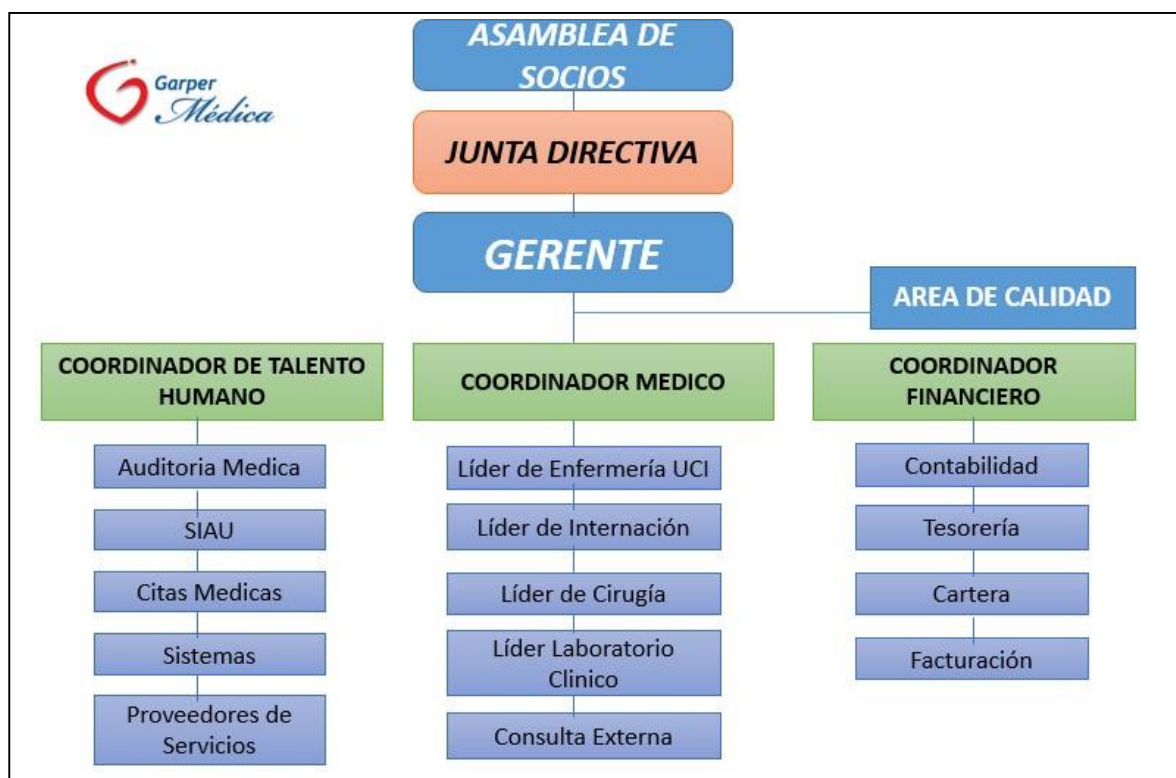 Garper
Médica
ASAMBLEA DE
SOCIOS
JUNTA DIRECTIVA
GERENTE
AREA DE CALIDAD
COORDINADOR DE TALENTO
HUMANO
Auditoria Medica
SIAU
Citas Medicas
Sistemas
Proveedores de
Servicios
COORDINADOR MEDICO
Líder de Enfermería UCI
Líder de Internación
Líder de Cirugía
Líder Laboratorio
Clinico
Consulta Externa
COORDINADOR
FINANCIERO
Contabilidad
Tesorería
Cartera
Facturación